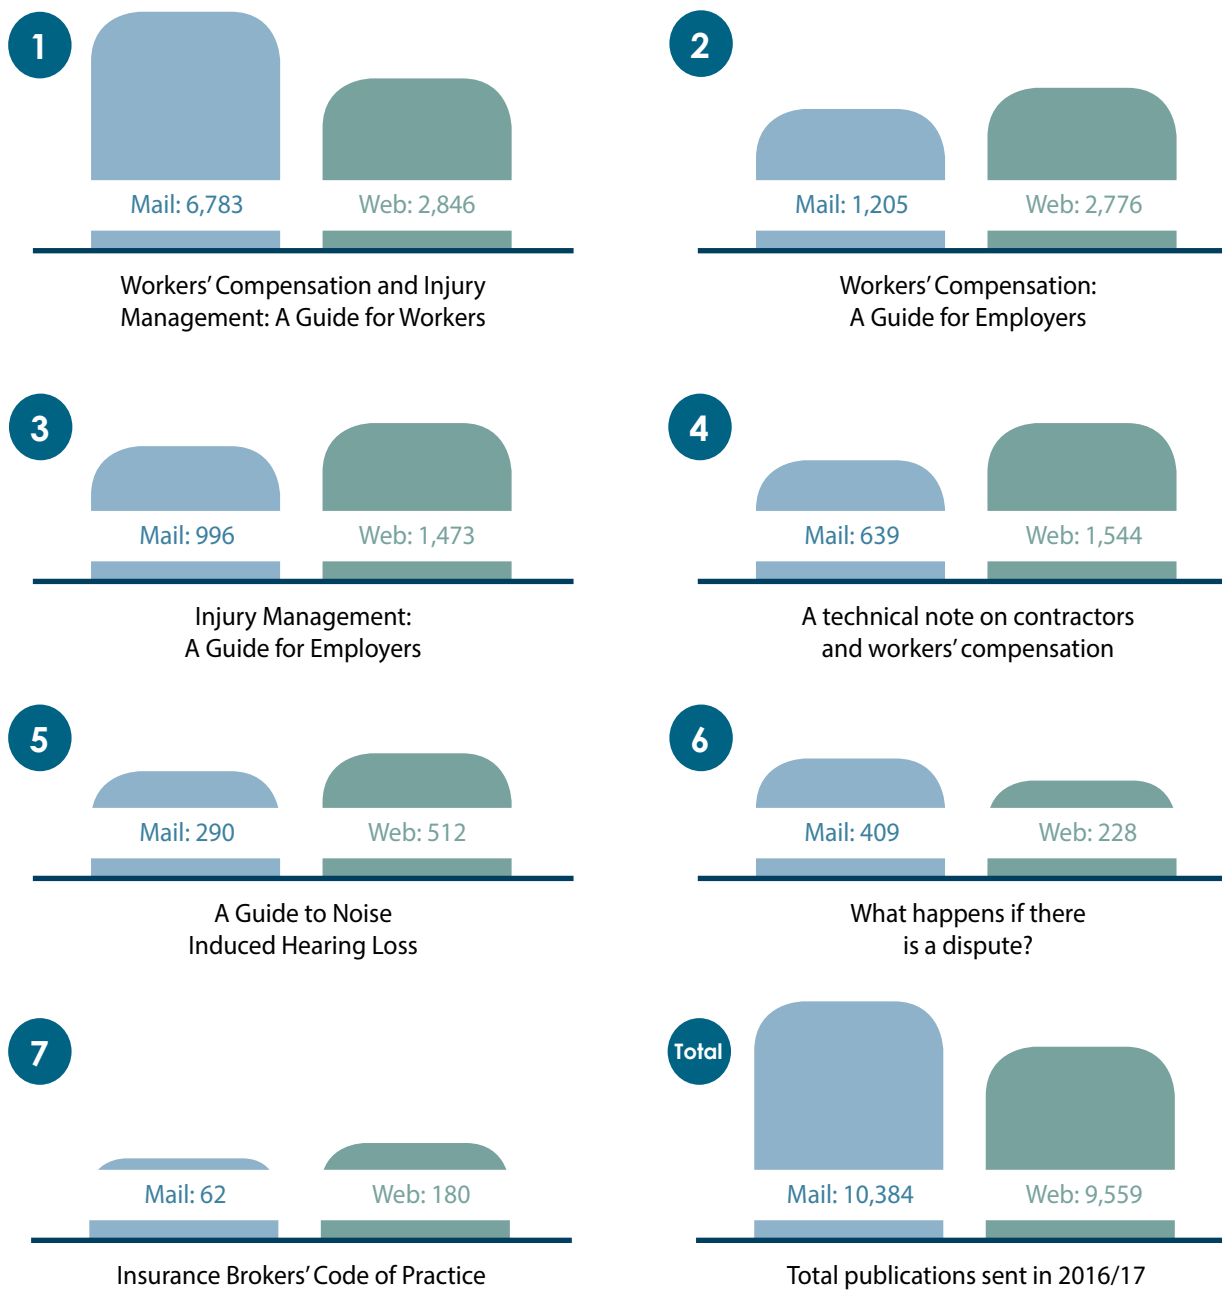 1
2
Mail: 6,783
Web: 2,846
Mail: 1,205
Web: 2,776
Workers' Compensation and Injury
Management: A Guide for Workers
Workers' Compensation:
A Guide for Employers
3
4
Mail: 996
Web: 1,473
Mail: 639
Web: 1,544
Injury Management:
A Guide for Employers
A technical note on contractors
and workers' compensation
5
6
Mail: 290
Web: 512
Mail: 409
Web: 228
A Guide to Noise
Induced Hearing Loss
What happens if there
is a dispute?
7
Total
Mail: 62
Web: 180
Mail: 10,384
Web: 9,559
Insurance Brokers' Code of Practice
Total publications sent in 2016/17